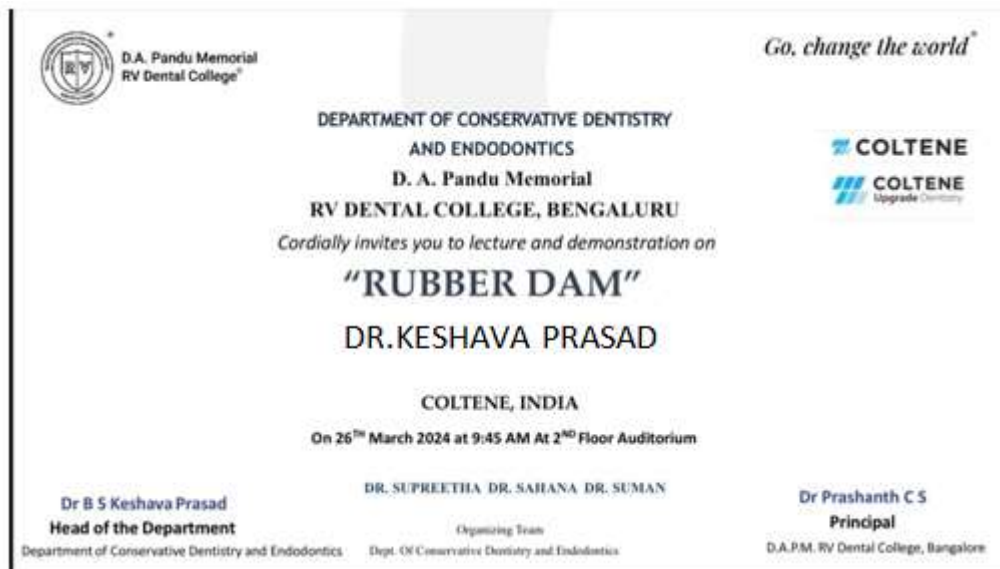 RV
D.A. Pandu Memorial
RV Dental College®
Go, change the world®
DEPARTMENT OF CONSERVATIVE DENTISTRY
AND ENDODONTICS
D. A. Pandu Memorial
RV DENTAL COLLEGE, BENGALURU
Cordially invites you to lecture and demonstration on
“RUBBER DAM”
DR.KESHAVA PRASAD
COLTENE
COLTENE
Upgrade Dentistry
COLTENE, INDIA
On 26TH March 2024 at 9:45 AM At 2ND Floor Auditorium
DR. SUPREETHA DR. SAHANA DR. SUMAN
Organizing Team
Dept. Of Conservative Dentistry and Endodontics
Dr B S Keshava Prasad
Head of the Department
Department of Conservative Dentistry and Endodontics
Dr Prashanth C S
Principal
D.A.P.M. RV Dental College, Bangalore